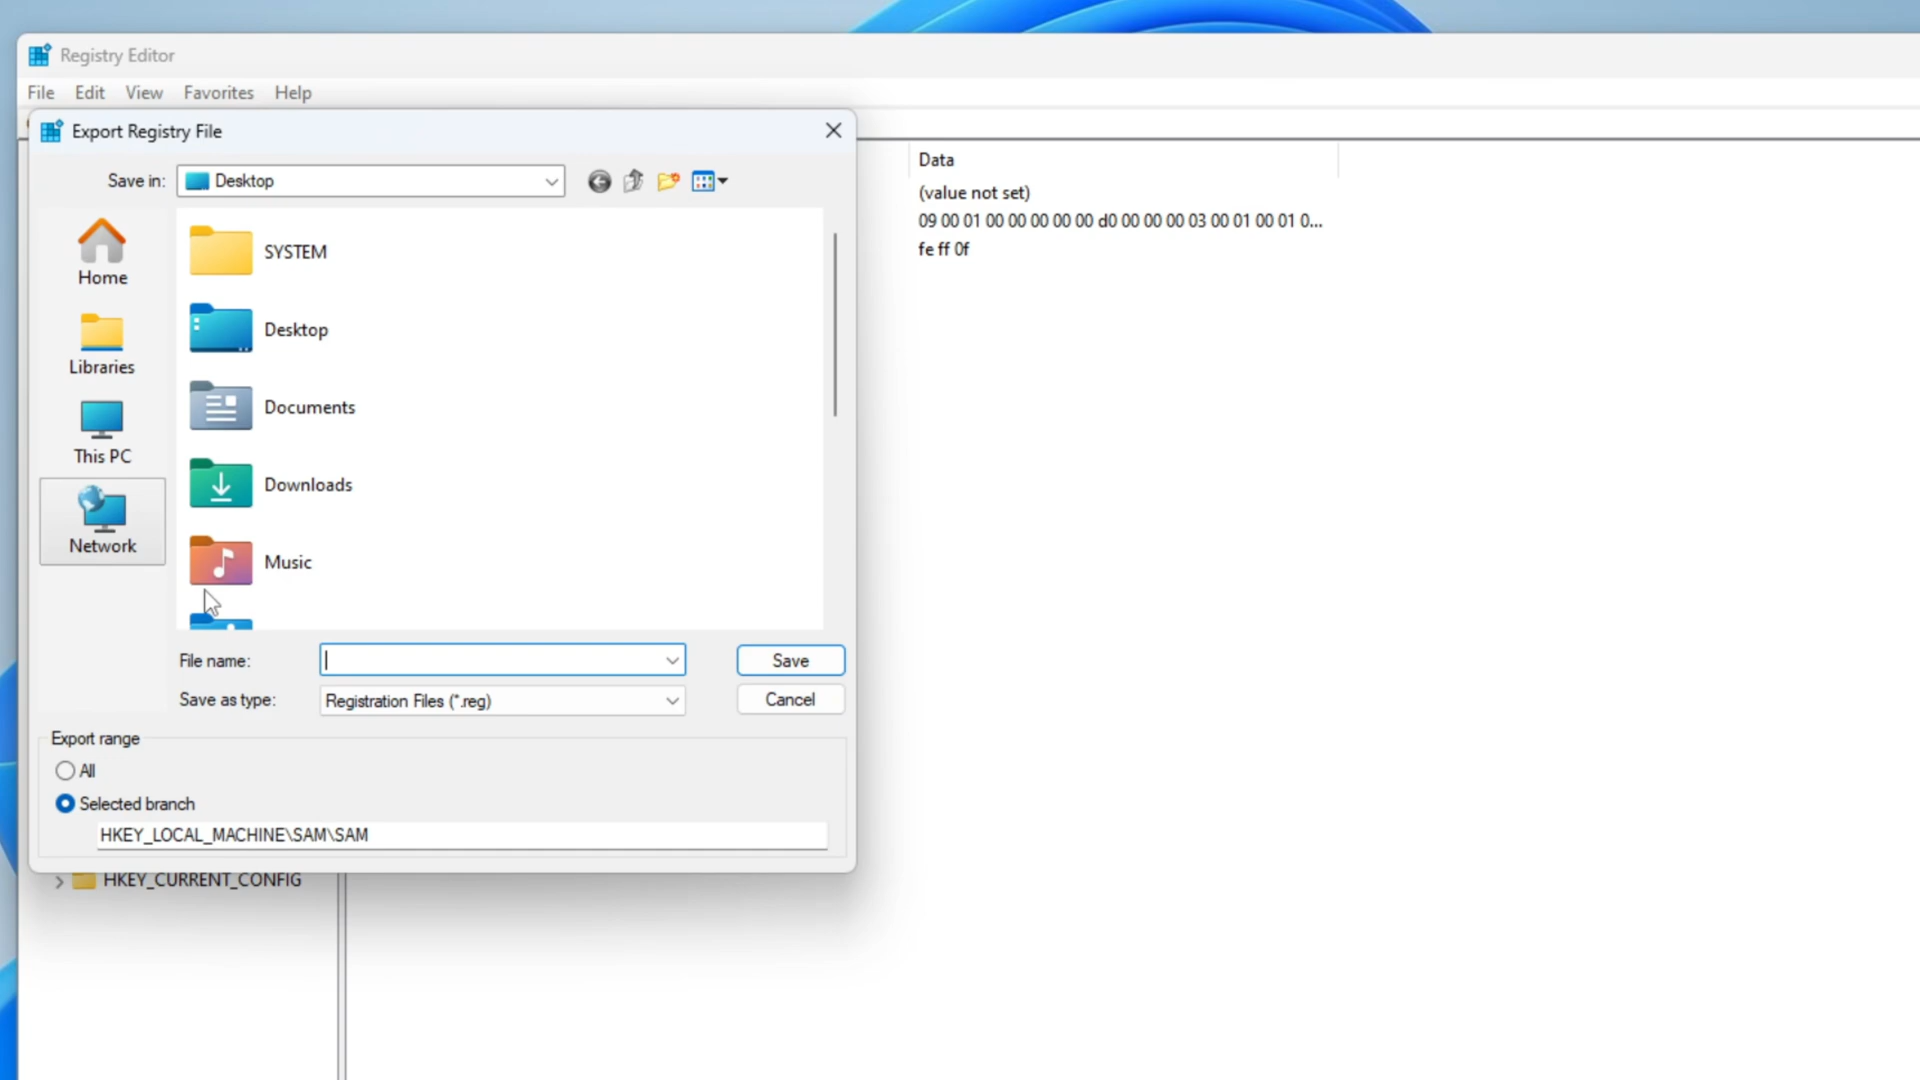 Registry Editor
File Edit View Favorites Help
Export Registry File
Save in: Desktop
Home
Libraries
This PC
Network
SYSTEM
Desktop
Documents
Downloads
Music
File name:
Save
Save as type: Registration Files (*.reg)
Cancel
Export range
All
Selected branch
HKEY_LOCAL_MACHINE\SAM\SAM
HKEY_CURRENT_CONFIG
Data
(value not set)
09 00 01 00 00 00 00 00 d0 00 00 00 03 00 01 00 01 0...
fe ff 0f